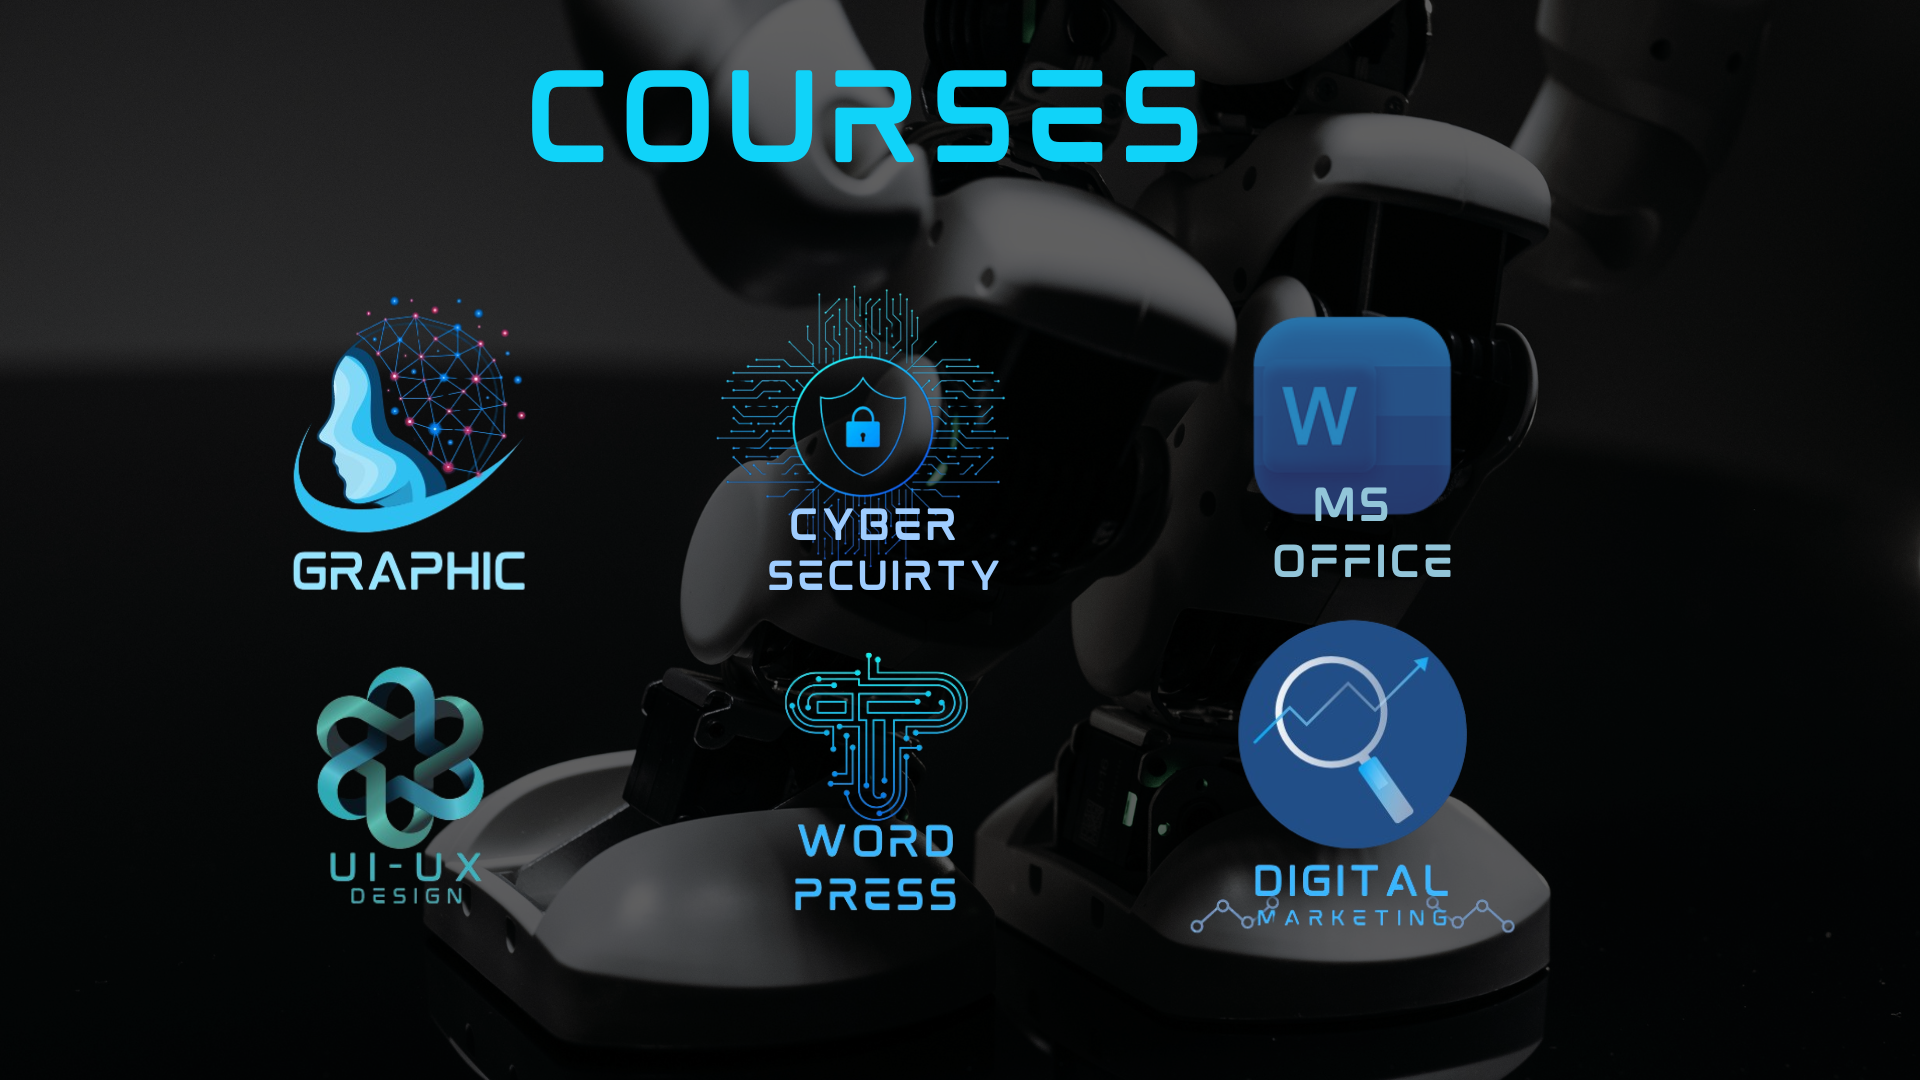 COURSES
GRAPHIC
CYBER
SECUIRTY
W
MS
OFFICE
UI-UX
DESIGN
WORD
PRESS
DIGITAL
MARKETING